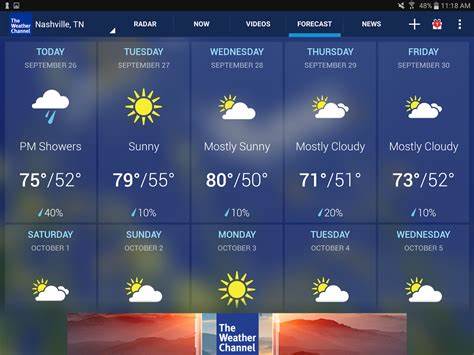 The
Weather
Channel
Nashville, TN
RADAR
NOW
VIDEOS
FORECAST
NEWS
48%
11:18 AM
TODAY
SEPTEMBER 26
PM Showers
75°/52°
40%
TUESDAY
SEPTEMBER 27
Sunny
79°/55°
10%
WEDNESDAY
SEPTEMBER 28
Mostly Sunny
80°/50°
10%
THURSDAY
SEPTEMBER 29
Mostly Cloudy
71°/51°
20%
FRIDAY
SEPTEMBER 30
Mostly Cloudy
73°/52°
10%
SATURDAY
OCTOBER 1
SUNDAY
OCTOBER 2
MONDAY
OCTOBER 3
TUESDAY
OCTOBER 4
WEDNESDAY
OCTOBER 5
The
Weather
Channel